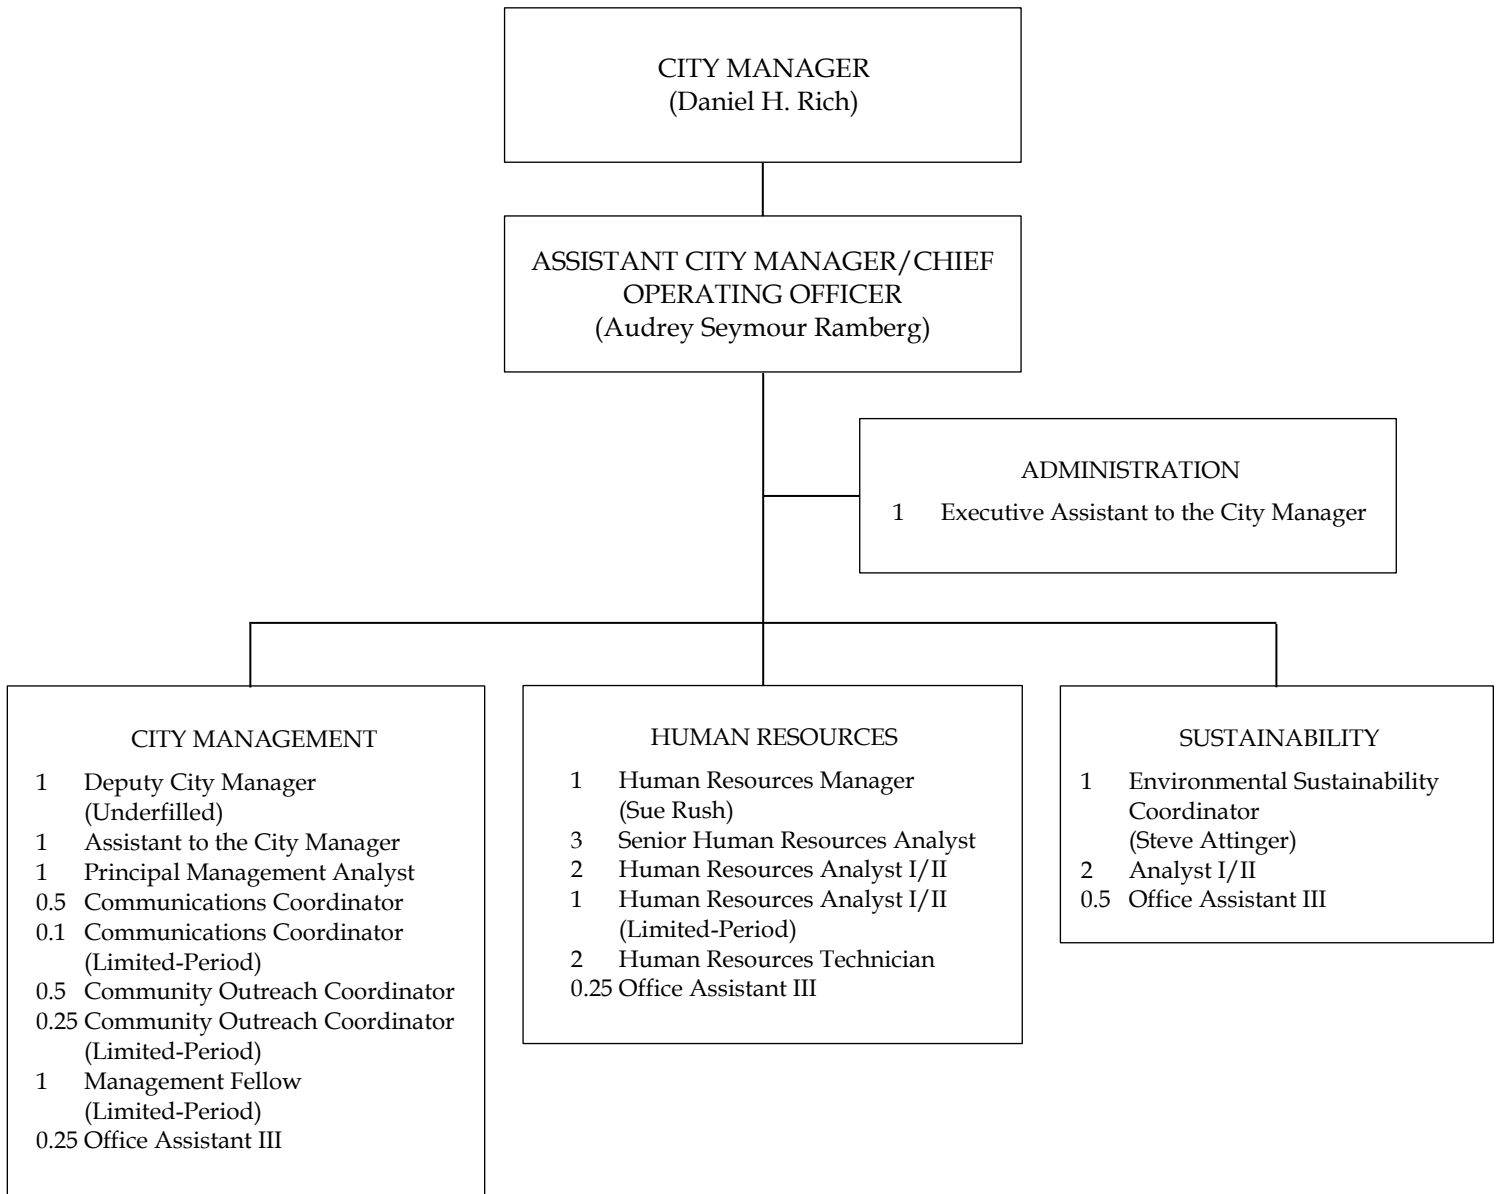 CITY MANAGER
(Daniel H. Rich)
ASSISTANT CITY MANAGER/CHIEF
OPERATING OFFICER
(Audrey Seymour Ramberg)
ADMINISTRATION
1 Executive Assistant to the City Manager
CITY MANAGEMENT
1 Deputy City Manager
(Underfilled)
1 Assistant to the City Manager
1 Principal Management Analyst
0.5 Communications Coordinator
0.1 Communications Coordinator
(Limited-Period)
0.5 Community Outreach Coordinator
0.25 Community Outreach Coordinator
(Limited-Period)
1 Management Fellow
(Limited-Period)
0.25 Office Assistant III
HUMAN RESOURCES
1 Human Resources Manager
(Sue Rush)
3 Senior Human Resources Analyst
2 Human Resources Analyst I/II
1 Human Resources Analyst I/II
(Limited-Period)
2 Human Resources Technician
0.25 Office Assistant III
SUSTAINABILITY
1 Environmental Sustainability
Coordinator
(Steve Attinger)
2 Analyst I/II
0.5 Office Assistant III